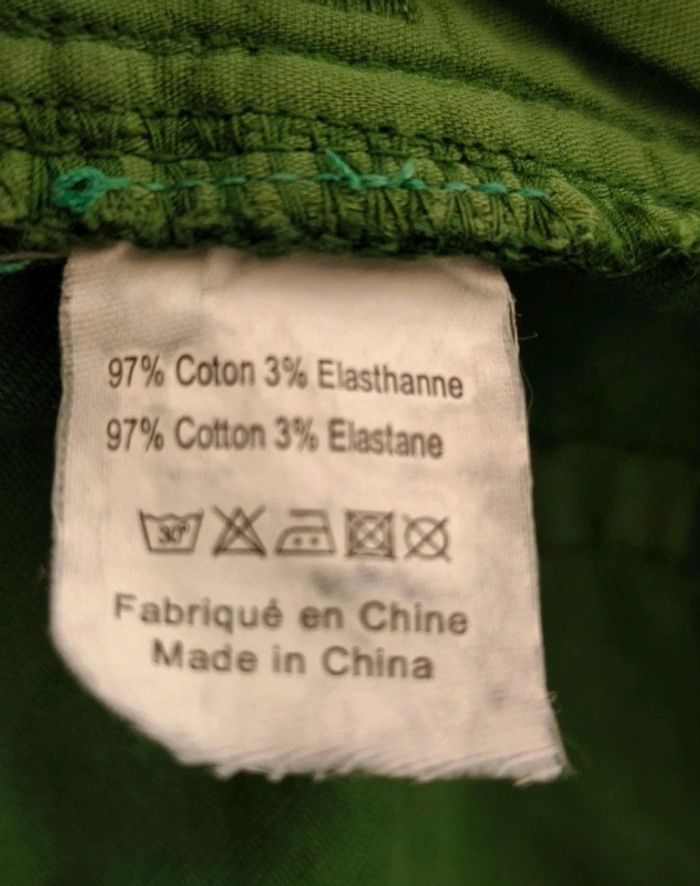 97% Coton 3% Elasthanne
97% Cotton 3% Elastane
30°
Fabriqué en Chine
Made in China